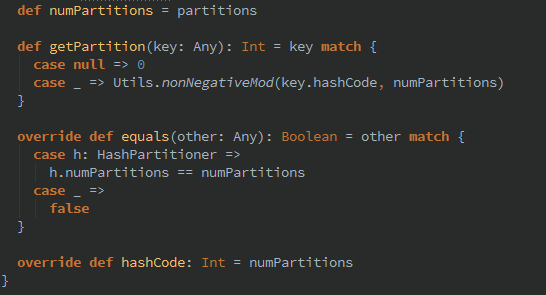 def numPartitions = partitions
def getPartition(key: Any): Int = key match {
case null => 0
case _ => Utils.nonNegativeMod(key.hashCode, numPartitions)
}
override def equals(other: Any): Boolean = other match {
case h: HashPartitioner =>
h.numPartitions == numPartitions
case _ =>
false
}
override def hashCode: Int = numPartitions
}